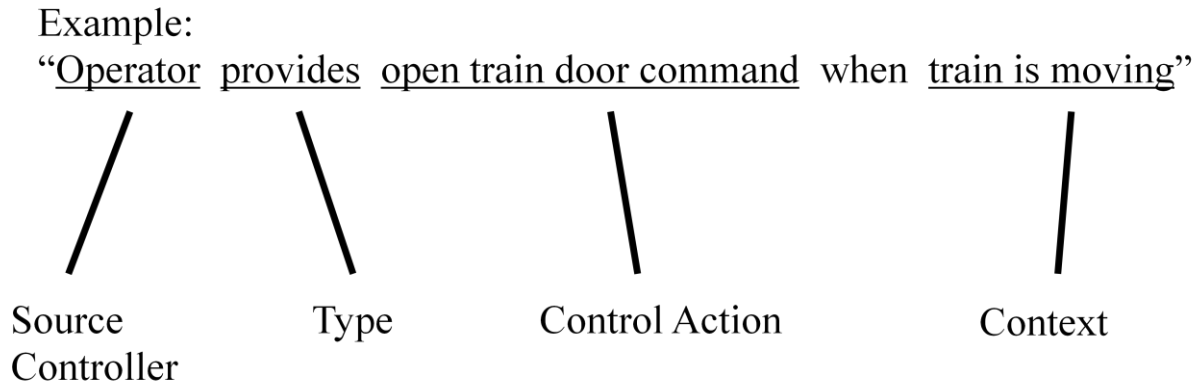 Example:
“Operator provides open train door command when train is moving”
Source
Controller
Type
Control Action
Context